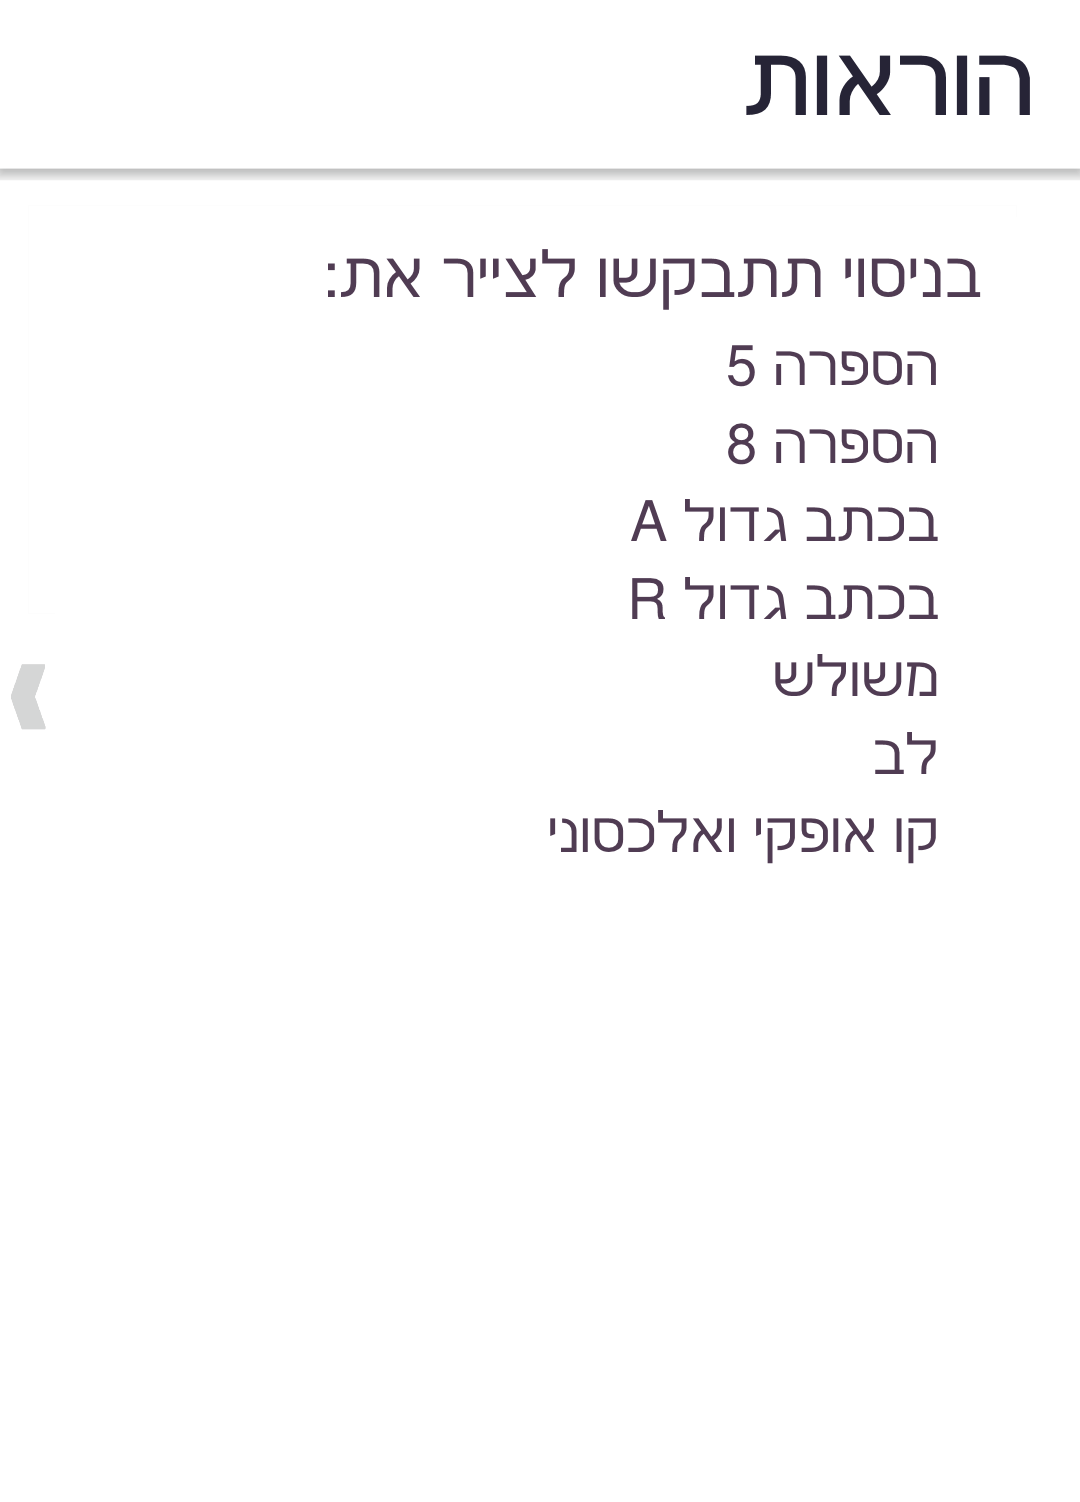 הוראות
בניסוי תתבקשו לצייר את:
הספרה 5
הספרה 8
בכתב גדול A
בכתב גדול R
משולש
לב
קו אופקי ואלכסוני